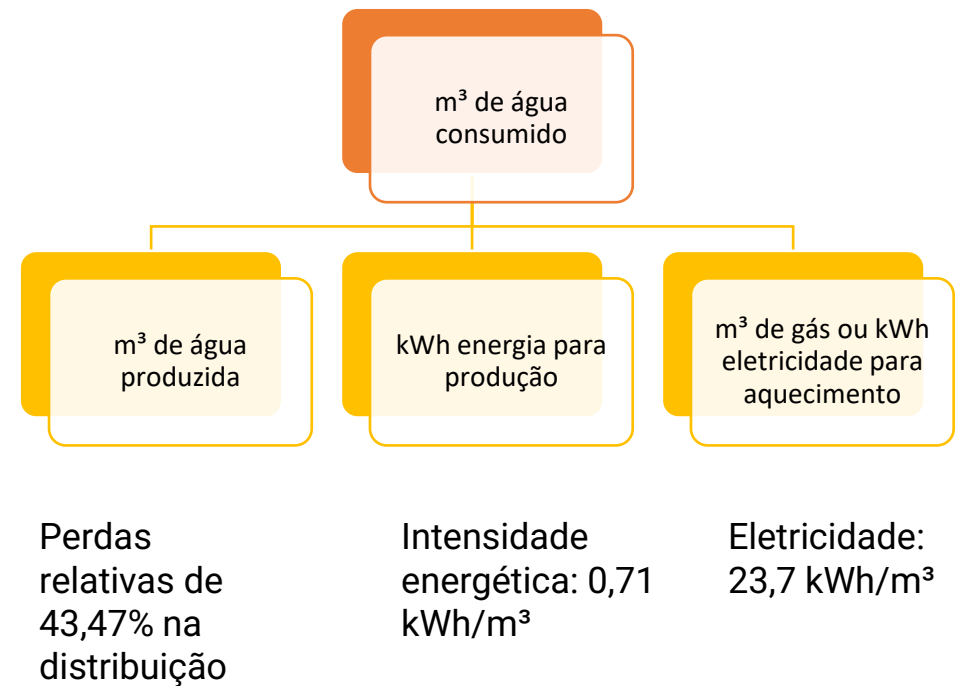 m³ de água
consumido
m³ de água
produzida
kWh energia para
produção
m³ de gás ou kWh
eletricidade para
aquecimento
Perdas
relativas de
43,47% na
distribuição
Intensidade
energética: 0,71
kWh/m³
Eletricidade:
23,7 kWh/m³